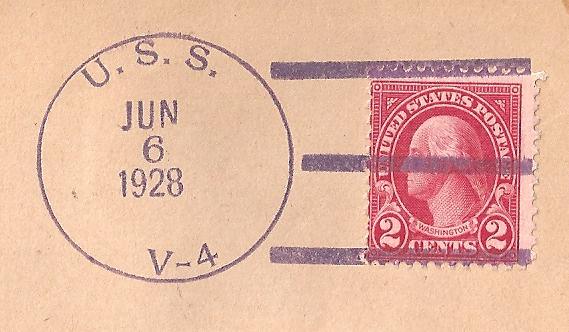 U. S. S.
JUN
6
1928
V-4
UNITED STATES POSTAGE
WASHINGTON
2 CENTS 2